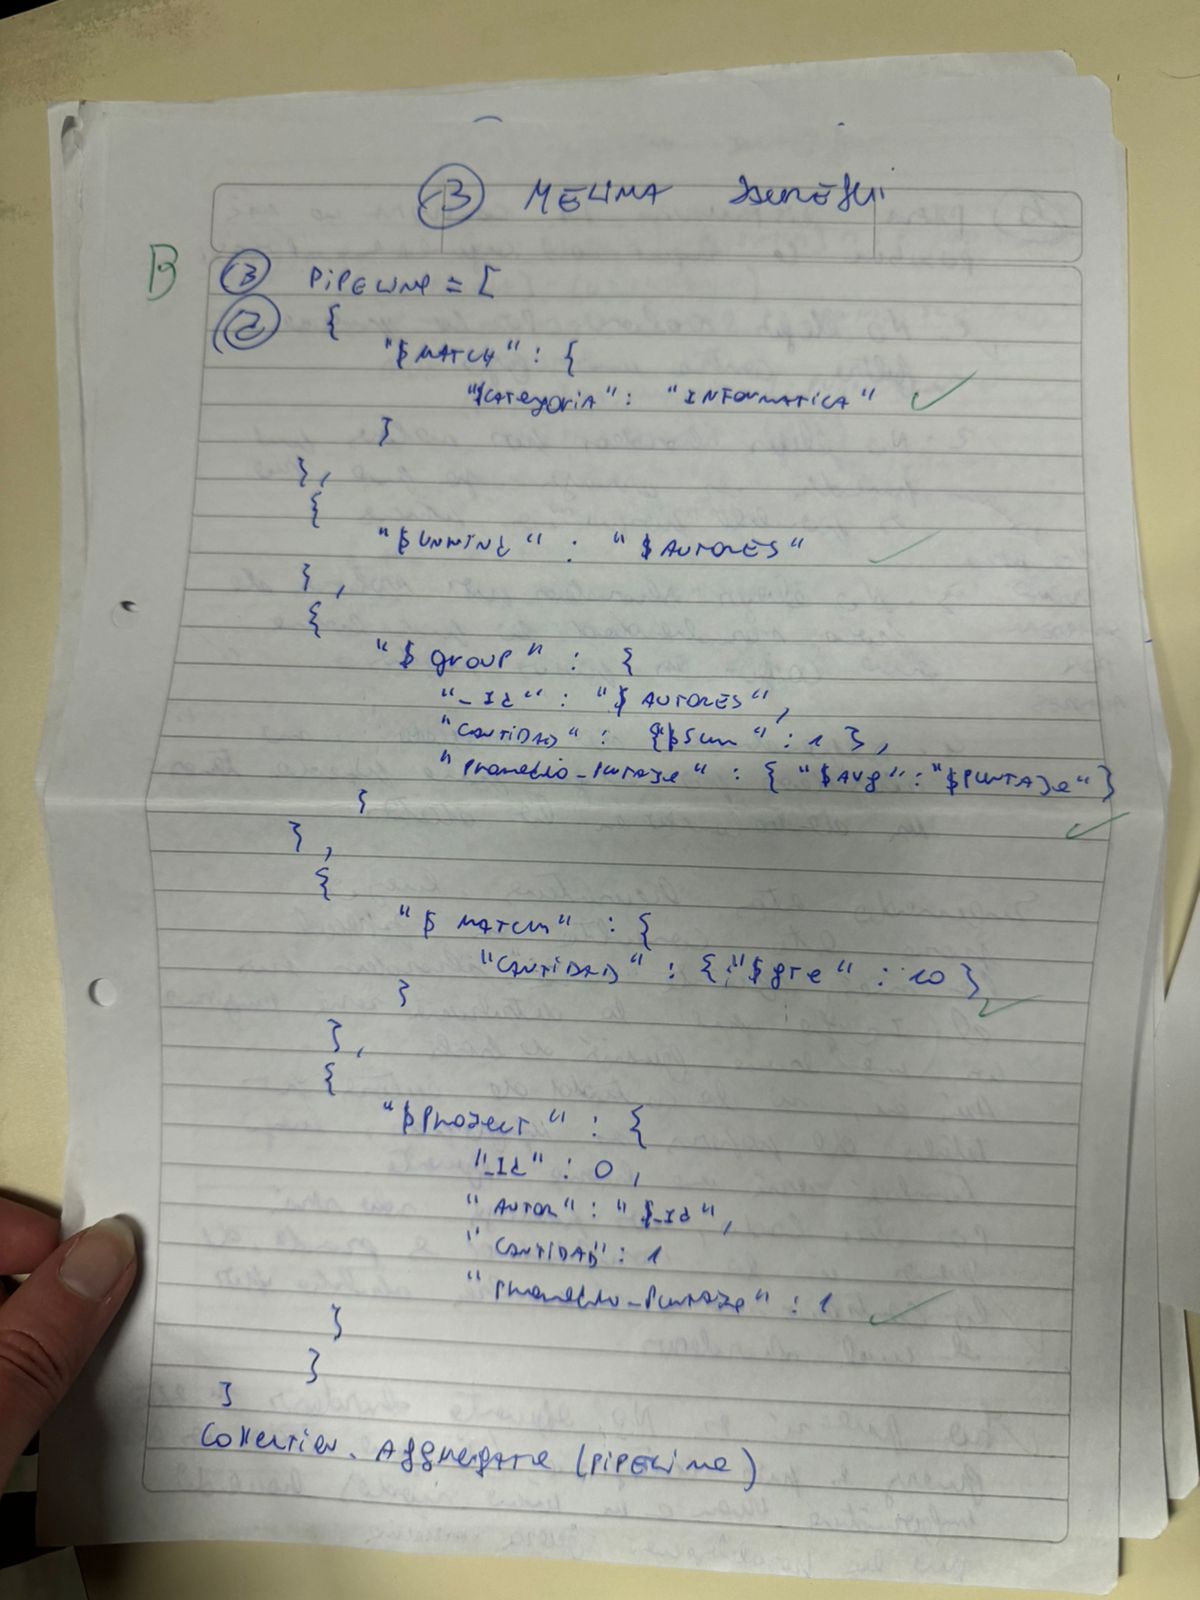 3 MELINA
B
3 PIPELINE = [
2 {
"$MATCH" : {
"$CATEGORIA" : "INFORMATICA"
}
},
{
"$UNWIND" : "$AUTORES"
},
{
"$group" : {
"_Id" : "$AUTORES",
"CANTIDAD" : {"$Sum" : 1 },
"Promedio_Puntaje" : { "$Avg" : "$PUNTAJe" }
}
},
{
"$MATCH" : {
"CANTIDAD" : { "$gte" : 10 }
}
},
{
"$PROJECT" : {
"_Id" : 0,
"AUTOR" : "$_Id",
"CANTIDAD" : 1
"Promedio_Puntaje" : 1
}
}
]
Collection. Aggregate (PIPELINE)